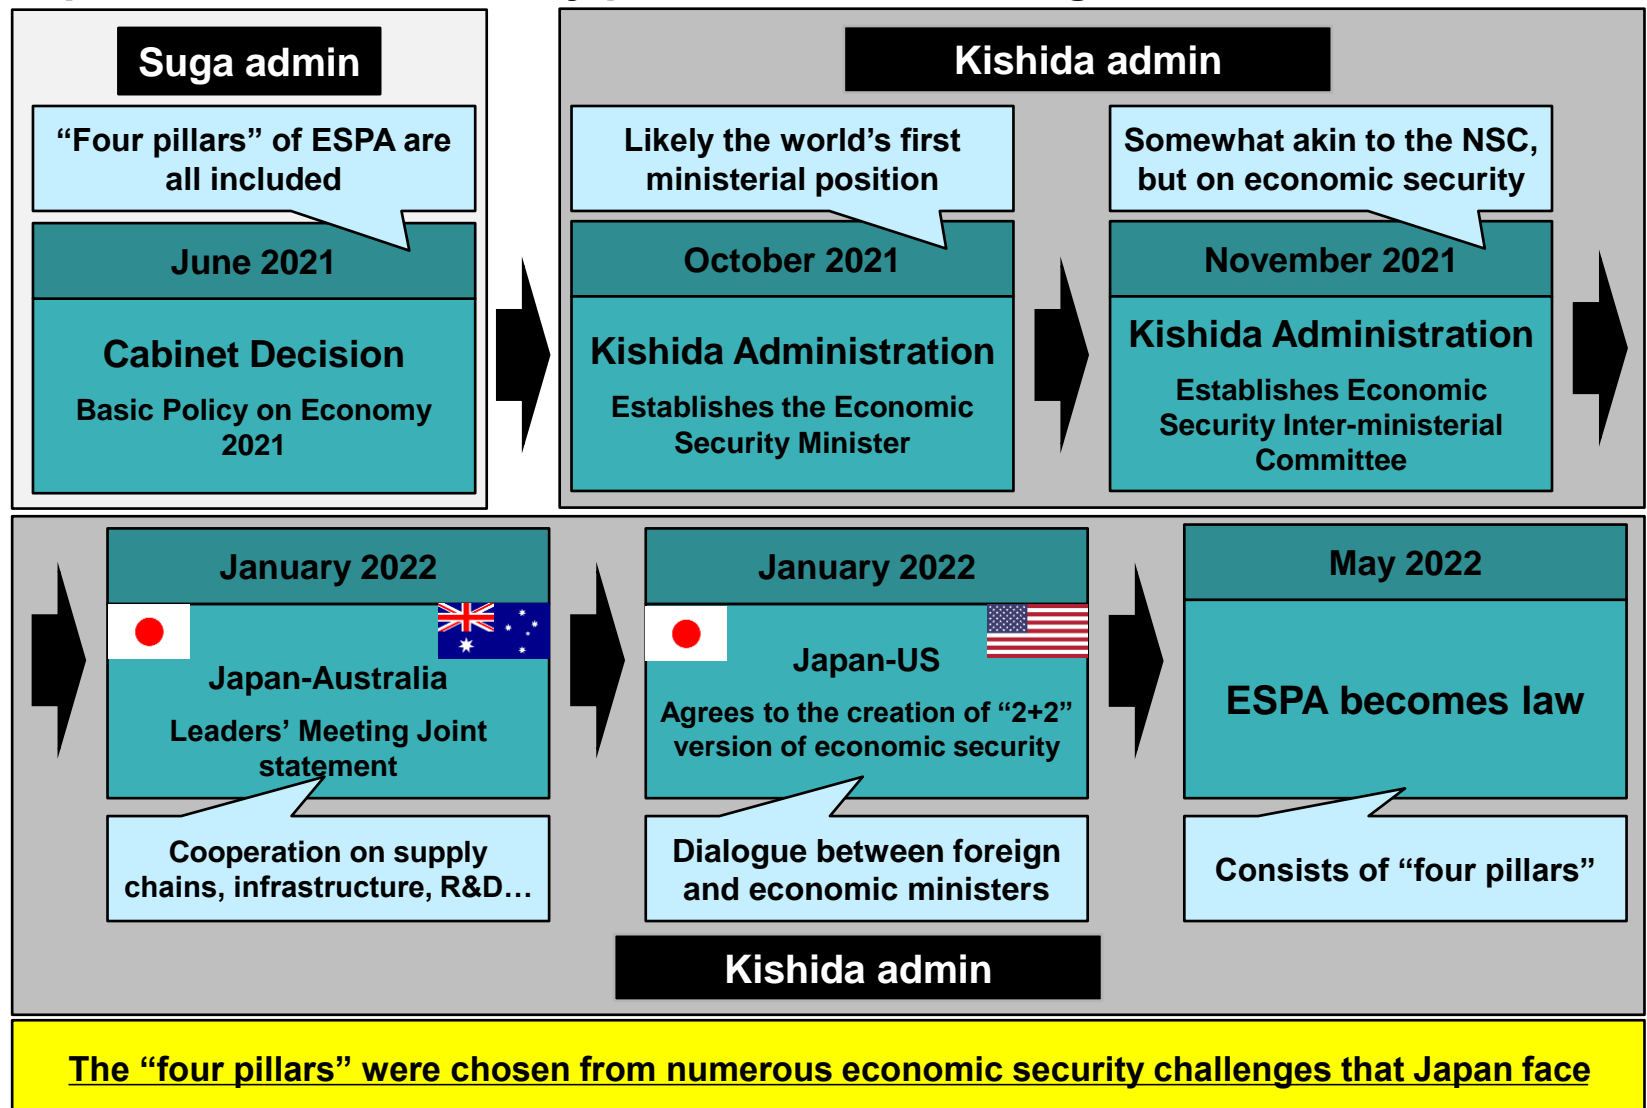 Suga admin
Kishida admin
“Four pillars” of ESPA are
all included
Likely the world’s first
ministerial position
Somewhat akin to the NSC,
but on economic security
June 2021
October 2021
November 2021
Cabinet Decision
Basic Policy on Economy
2021
Kishida Administration
Establishes the Economic
Security Minister
Kishida Administration
Establishes Economic
Security Inter-ministerial
Committee
January 2022
January 2022
May 2022
Japan-Australia
Leaders’ Meeting Joint
statement
Japan-US
Agrees to the creation of “2+2”
version of economic security
ESPA becomes law
Cooperation on supply
chains, infrastructure, R&D…
Dialogue between foreign
and economic ministers
Consists of “four pillars”
Kishida admin
The “four pillars” were chosen from numerous economic security challenges that Japan face